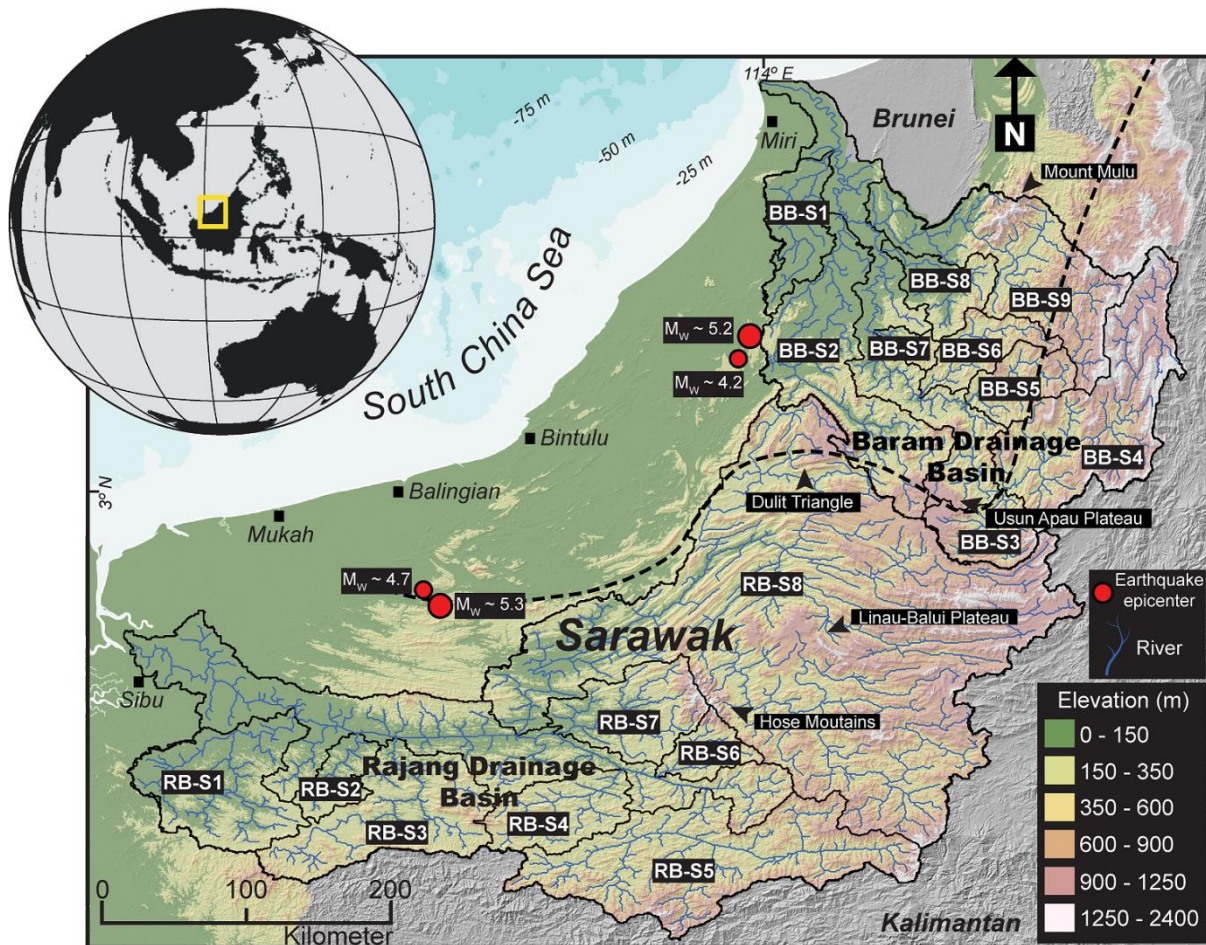 114° E
-75 m
-50 m
-25 m
Brunei
N
Miri
Mount Mulu
BB-S1
South China Sea
BB-S8
BB-S9
M_W ~ 5.2
BB-S2
BB-S7
BB-S6
M_W ~ 4.2
BB-S5
Bintulu
Baram Drainage
Basin
BB-S4
3° N
Balingian
Dulit Triangle
Usun Apau Plateau
Mukah
BB-S3
M_W ~ 4.7
M_W ~ 5.3
RB-S8
Earthquake
epicenter
Linau-Balui Plateau
River
Sarawak
Sibu
Hose Moutains
RB-S7
RB-S6
Elevation (m)
0 - 150
150 - 350
350 - 600
600 - 900
900 - 1250
1250 - 2400
RB-S1
RB-S2
Rajang Drainage
Basin
RB-S3
RB-S4
RB-S5
0 100 200
Kilometer
Kalimantan